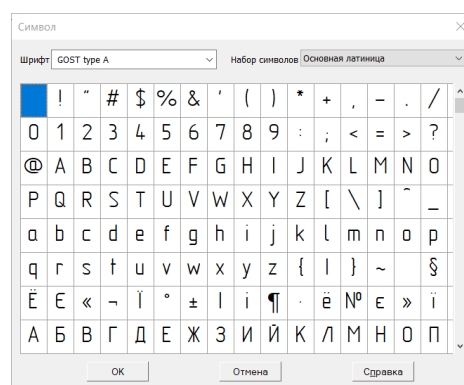 Символ
Шрифт GOST type A Набор символов Основная латиница
! " # $ % & ' ( ) * + , – . /
0 1 2 3 4 5 6 7 8 9 : ; < = > ?
@ A B C D E F G H I J K L M N O
P Q R S T U V W X Y Z [ \ ] ˆ _
a b c d e f g h i j k l m n o p
q r s t u v w x y z { | } ~ §
Ё Є « ¬ Ї ° ± І і ¶ · ё № є » ї
А Б В Г Д Е Ж З И Й К Л М Н О П
OK Отмена Справка